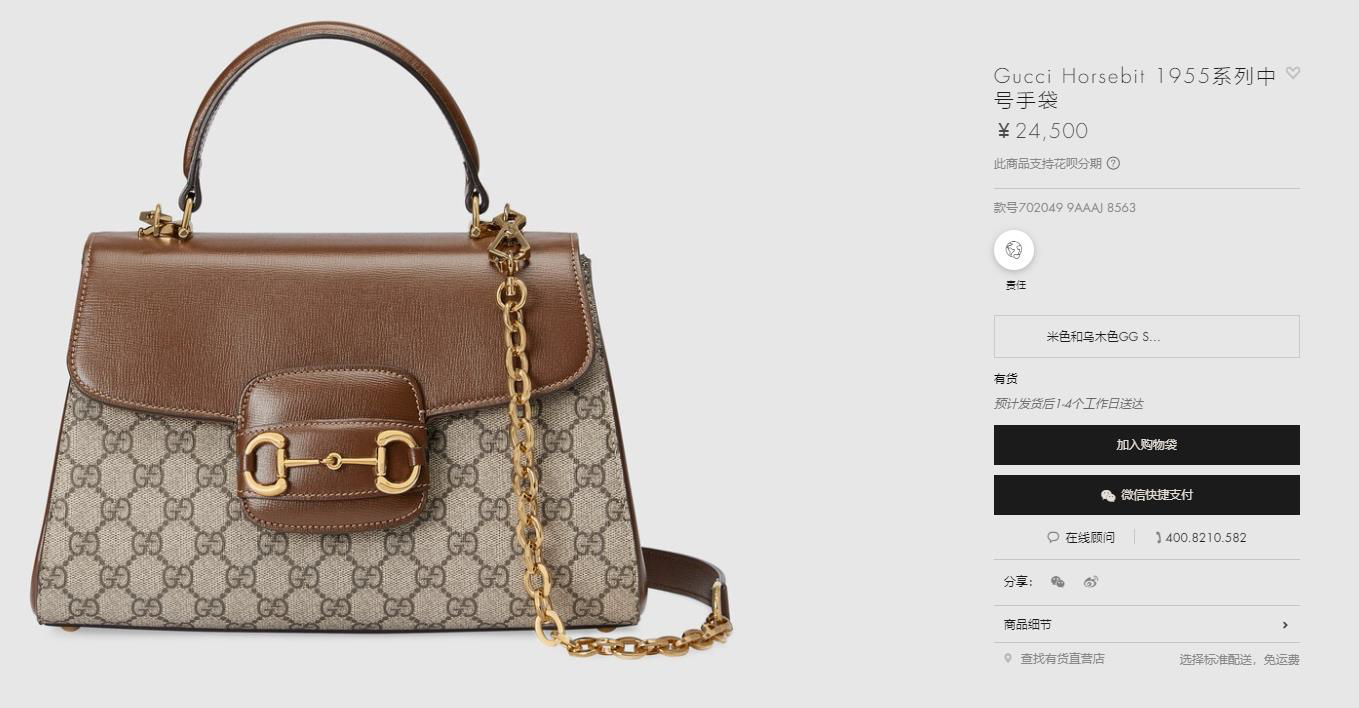 Gucci Horsebit 1955系列中
号手袋
¥24,500
此商品支持花呗分期 ?
款号702049 9AAAJ 8563
责任
米色和乌木色GG S...
有货
预计发货后1-4个工作日送达
加入购物袋
微信快捷支付
在线顾问 400.8210.582
分享：
商品细节
查找有货直营店 选择标准配送，免运费